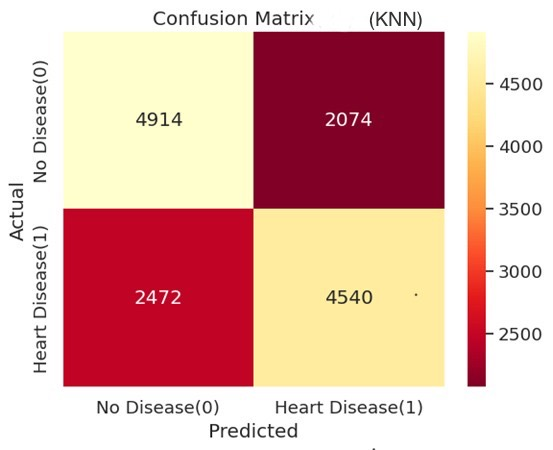 Confusion Matrix (KNN)
No Disease(0)
4914
2074
4500
4000
Actual
3500
Heart Disease(1)
2472
4540
3000
2500
No Disease(0)
Heart Disease(1)
Predicted